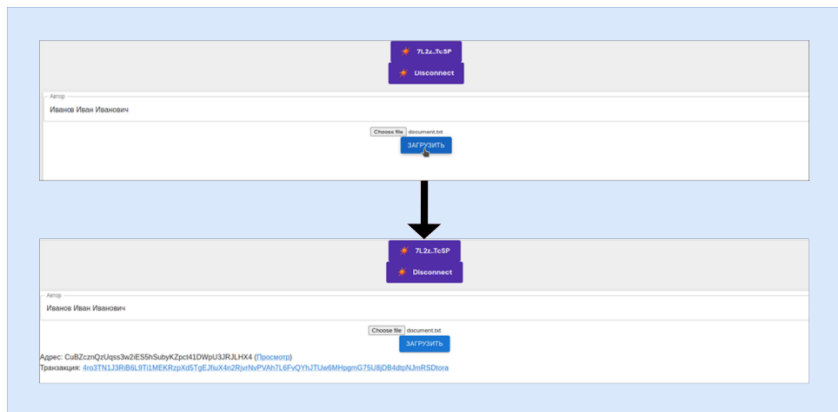 7L2z..TcSP
Disconnect
Автор
Иванов Иван Иванович
Choose file document.txt
ЗАГРУЗИТЬ
7L2z..TcSP
Disconnect
Автор
Иванов Иван Иванович
Choose file document.txt
ЗАГРУЗИТЬ
Адрес: CuBZcznQzUqss3w2iES5hSubyKZpct41DWpU3JRJLHX4 (Просмотр)
Транзакция: 4ro3TN1J3RiB6L9Ti1MEKRzpXd5TgEJfiuX4n2RjvrNvPVAh7L6FvQYhJTUw6MHpgmG75U8jDB4dtpNJmRSDtora